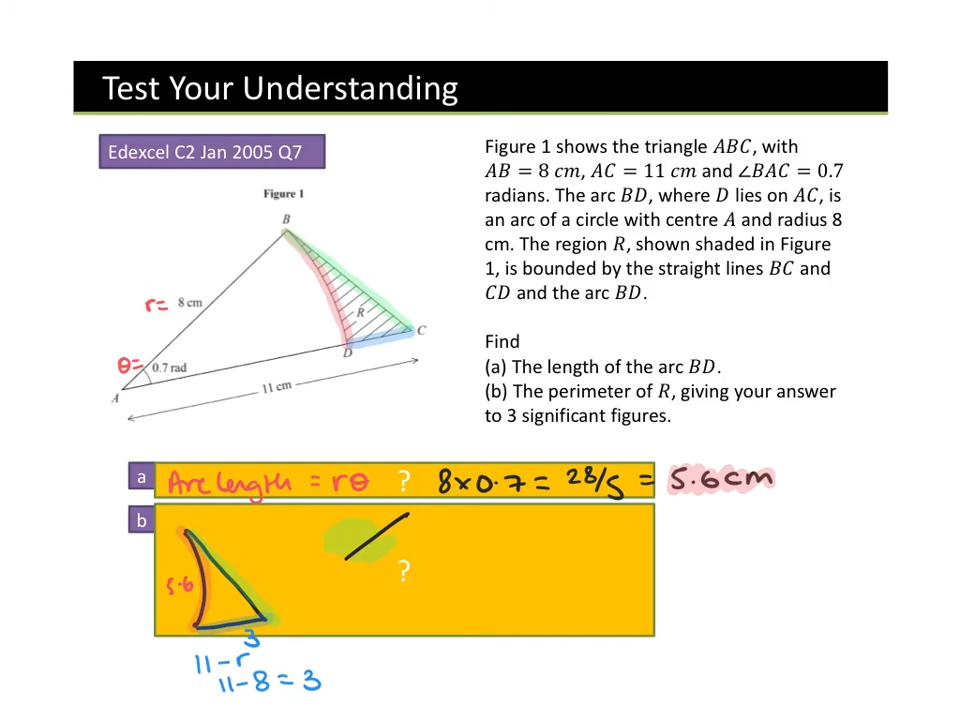 Test Your Understanding
Edexcel C2 Jan 2005 Q7
Figure 1
B
r= 8 cm
R
C
D
θ= 0.7 rad
A
11 cm
Figure 1 shows the triangle ABC, with
AB = 8 cm, AC = 11 cm and ∠BAC = 0.7
radians. The arc BD, where D lies on AC, is
an arc of a circle with centre A and radius 8
cm. The region R, shown shaded in Figure
1, is bounded by the straight lines BC and
CD and the arc BD.
Find
(a) The length of the arc BD.
(b) The perimeter of R, giving your answer
to 3 significant figures.
a Arc length = rθ ? 8×0.7 = 28/5 = 5.6cm
b
?
5.6
3
11-r
11-8=3